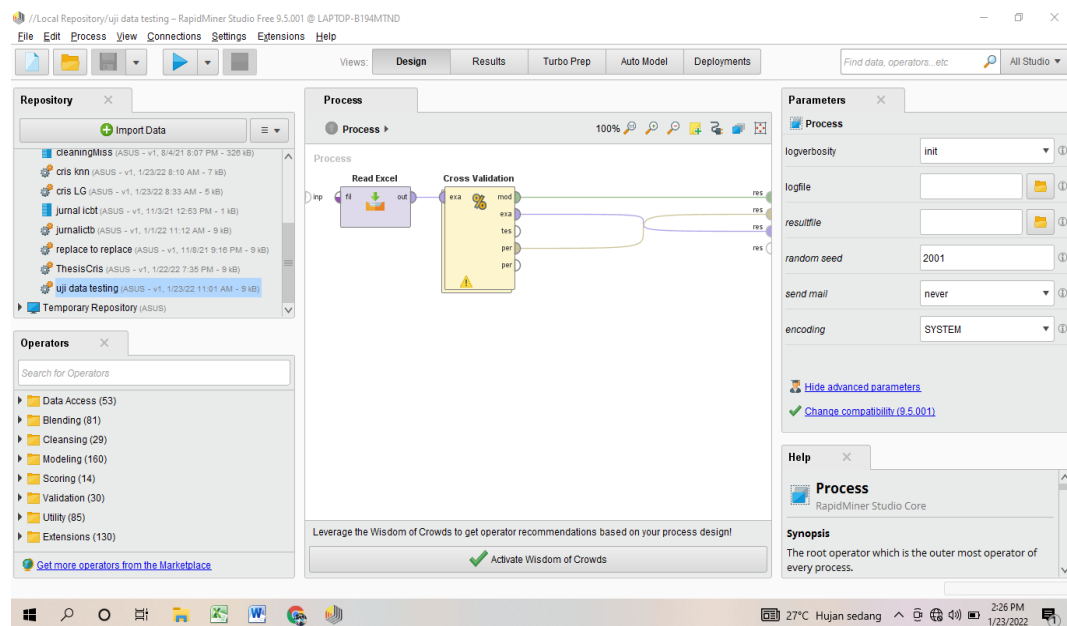 //Local Repository/uji data testing – RapidMiner Studio Free 9.5.001 @ LAPTOP-B194MTND
File Edit Process View Connections Settings Extensions Help
Views: Design Results Turbo Prep Auto Model Deployments
Find data, operators...etc
All Studio
Repository
Import Data
cleaningMiss (ASUS - v1, 8/4/21 8:07 PM - 326 kB)
cris knn (ASUS - v1, 1/23/22 8:10 AM - 7 kB)
cris LG (ASUS - v1, 1/23/22 8:33 AM - 5 kB)
jurnal icbt (ASUS - v1, 11/3/21 12:53 PM - 1 kB)
jurnalictb (ASUS - v1, 1/1/22 11:12 AM - 9 kB)
replace to replace (ASUS - v1, 11/8/21 9:16 PM - 9 kB)
ThesisCris (ASUS - v1, 1/22/22 7:35 PM - 9 kB)
uji data testing (ASUS - v1, 1/23/22 11:01 AM - 9 kB)
Temporary Repository (ASUS)
Operators
Search for Operators
Data Access (53)
Blending (81)
Cleansing (29)
Modeling (160)
Scoring (14)
Validation (30)
Utility (85)
Extensions (130)
Get more operators from the Marketplace
Process
Process
100%
Process
Read Excel
Cross Validation
inp
fil
out
exa
%
mod
exa
tes
per
per
res
res
res
res
Leverage the Wisdom of Crowds to get operator recommendations based on your process design!
Activate Wisdom of Crowds
Parameters
Process
logverbosity
init
logfile
resultfile
random seed
2001
send mail
never
encoding
SYSTEM
Hide advanced parameters
Change compatibility (9.5.001)
Help
Process
RapidMiner Studio Core
Synopsis
The root operator which is the outer most operator of
every process.
27°C Hujan sedang
2:26 PM
1/23/2022